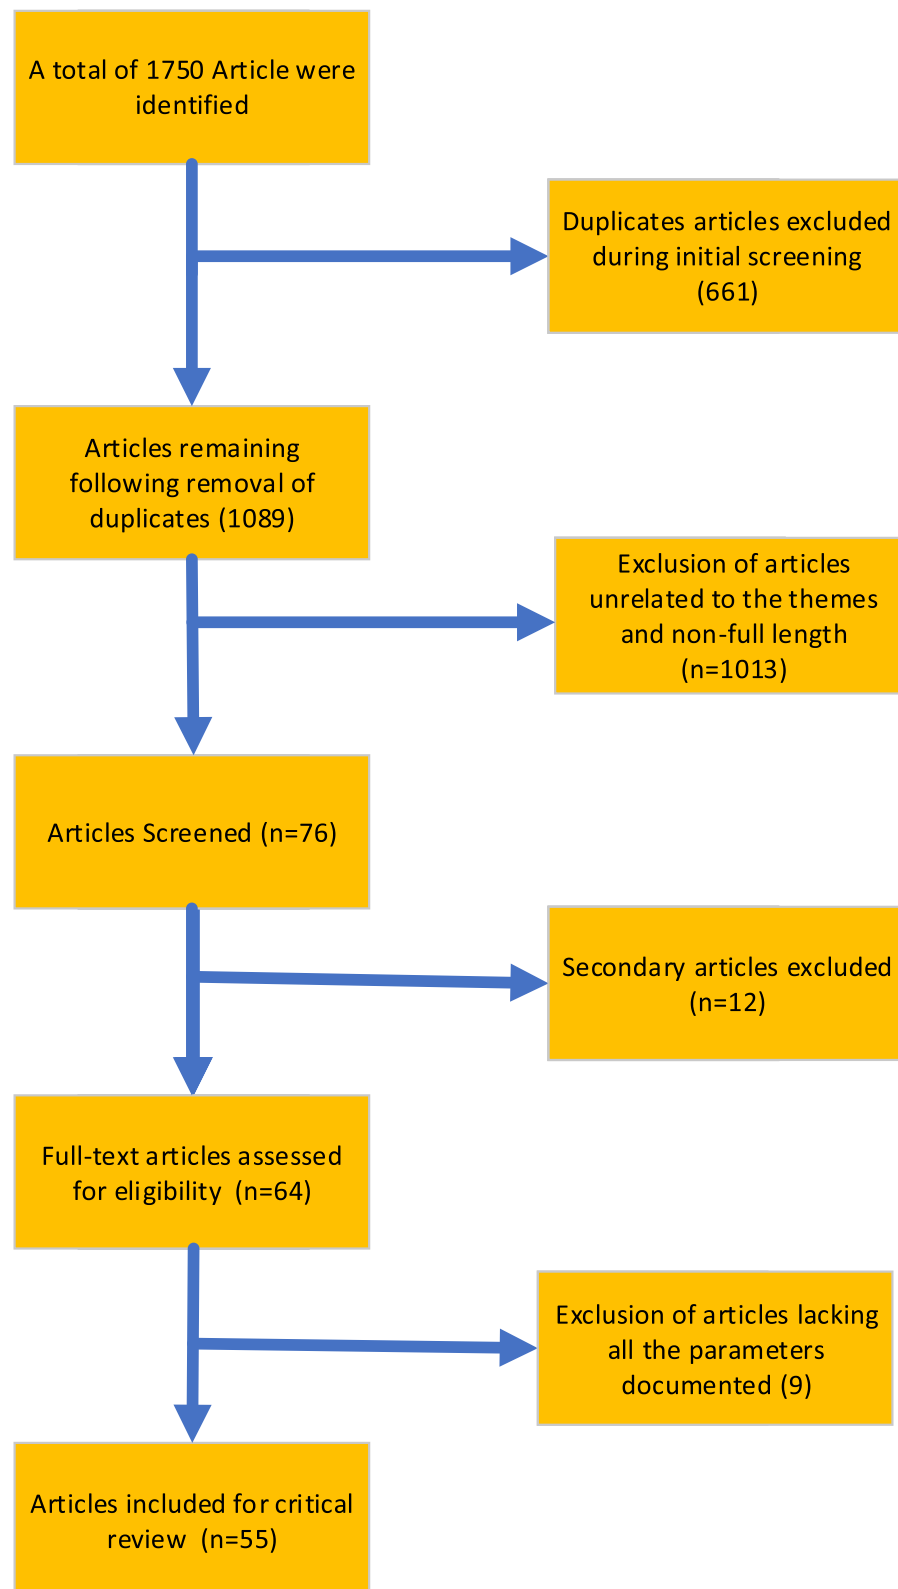 A total of 1750 Article were
identified
Duplicates articles excluded
during initial screening
(661)
Articles remaining
following removal of
duplicates (1089)
Exclusion of articles
unrelated to the themes
and non-full length
(n=1013)
Articles Screened (n=76)
Secondary articles excluded
(n=12)
Full-text articles assessed
for eligibility  (n=64)
Exclusion of articles lacking
all the parameters
documented (9)
Articles included for critical
review  (n=55)